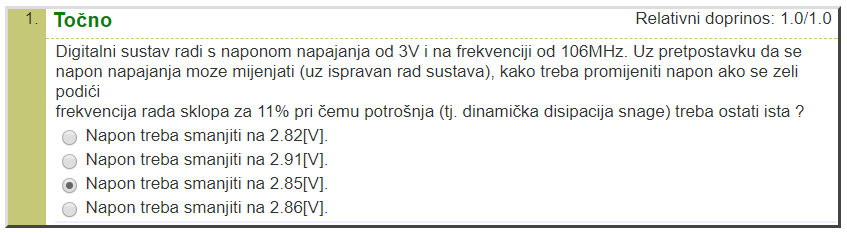 1. Točno Relativni doprinos: 1.0/1.0
Digitalni sustav radi s naponom napajanja od 3V i na frekvenciji od 106MHz. Uz pretpostavku da se
napon napajanja moze mijenjati (uz ispravan rad sustava), kako treba promijeniti napon ako se zeli
podići
frekvencija rada sklopa za 11% pri čemu potrošnja (tj. dinamička disipacija snage) treba ostati ista ?
Napon treba smanjiti na 2.82[V].
Napon treba smanjiti na 2.91[V].
Napon treba smanjiti na 2.85[V].
Napon treba smanjiti na 2.86[V].